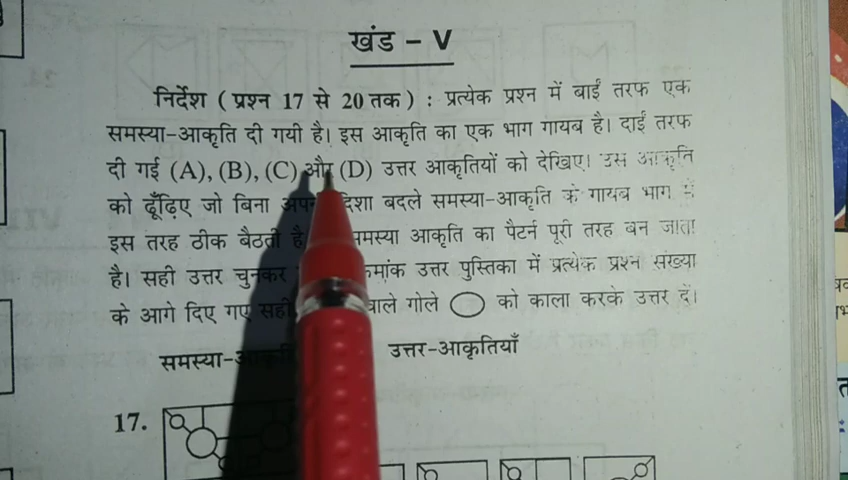 खंड – V
निर्देश ( प्रश्न 17 से 20 तक ) : प्रत्येक प्रश्न में बाईं तरफ एक
समस्या-आकृति दी गयी है। इस आकृति का एक भाग गायब है। दाईं तरफ
दी गई (A), (B), (C) और (D) उत्तर आकृतियों को देखिए। उस आकृति
को ढूँढ़िए जो बिना दिशा बदले समस्या-आकृति के गायब भाग में
इस तरह ठीक बैठती समस्या आकृति का पैटर्न पूरी तरह बन जाता
है। सही उत्तर चुनकर क्रमांक उत्तर पुस्तिका में प्रत्येक प्रश्न संख्या
के आगे दिए गए सही वाले गोले को काला करके उत्तर दें।
उत्तर-आकृतियाँ
17.